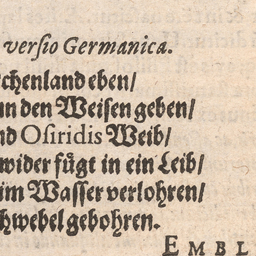 versio Germanica.
chenland eben/
n den Weisen geben/
nd Osiridis Weib/
wider fügt in ein Leib/
im Wasser verlohren/
hwebel gebohren.
EMBL